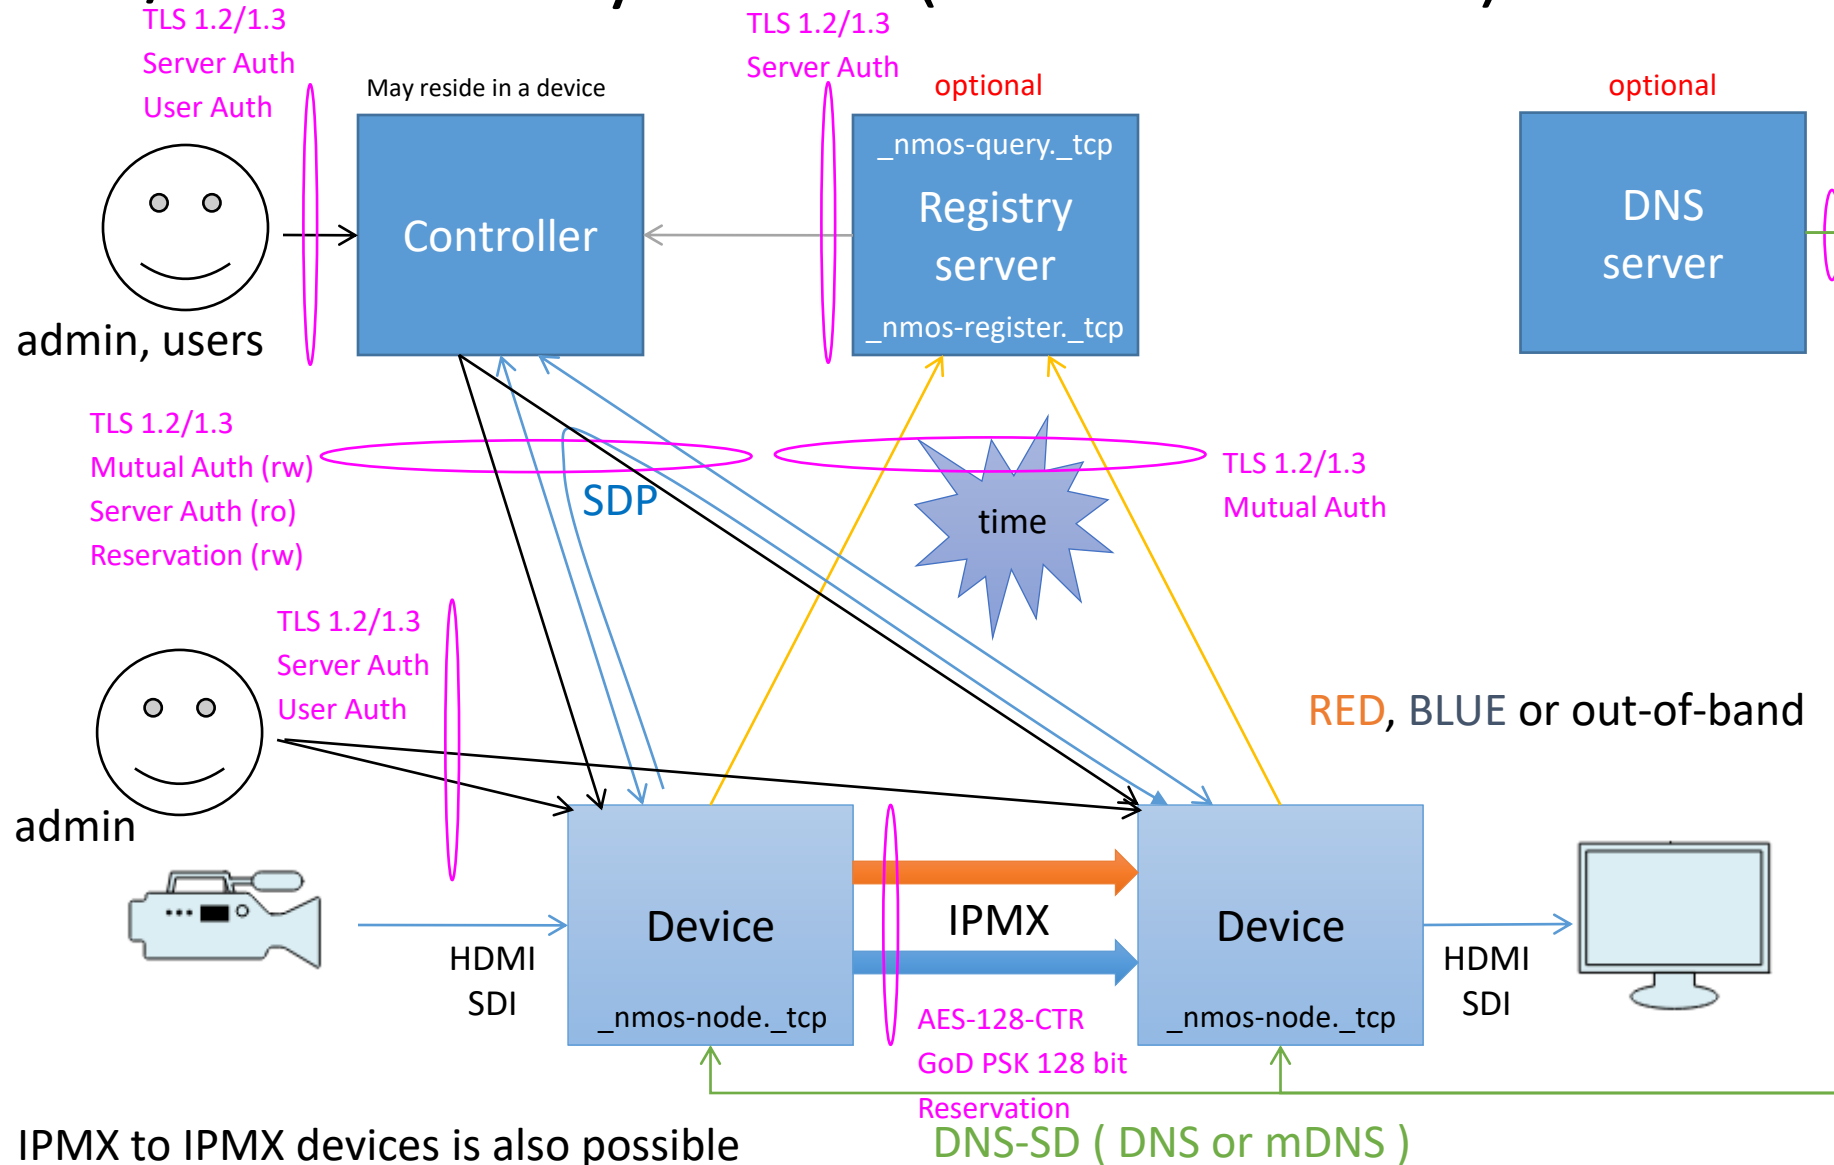 TLS 1.2/1.3
Server Auth
User Auth
May reside in a device
TLS 1.2/1.3
Server Auth
optional
optional
Controller
_nmos-query._tcp
Registry
server
_nmos-register._tcp
DNS
server
admin, users
TLS 1.2/1.3
Mutual Auth (rw)
Server Auth (ro)
Reservation (rw)
SDP
time
TLS 1.2/1.3
Mutual Auth
TLS 1.2/1.3
Server Auth
User Auth
admin
RED, BLUE or out-of-band
HDMI
SDI
Device
_nmos-node._tcp
IPMX
AES-128-CTR
GoD PSK 128 bit
Reservation
Device
_nmos-node._tcp
HDMI
SDI
IPMX to IPMX devices is also possible
DNS-SD ( DNS or mDNS )